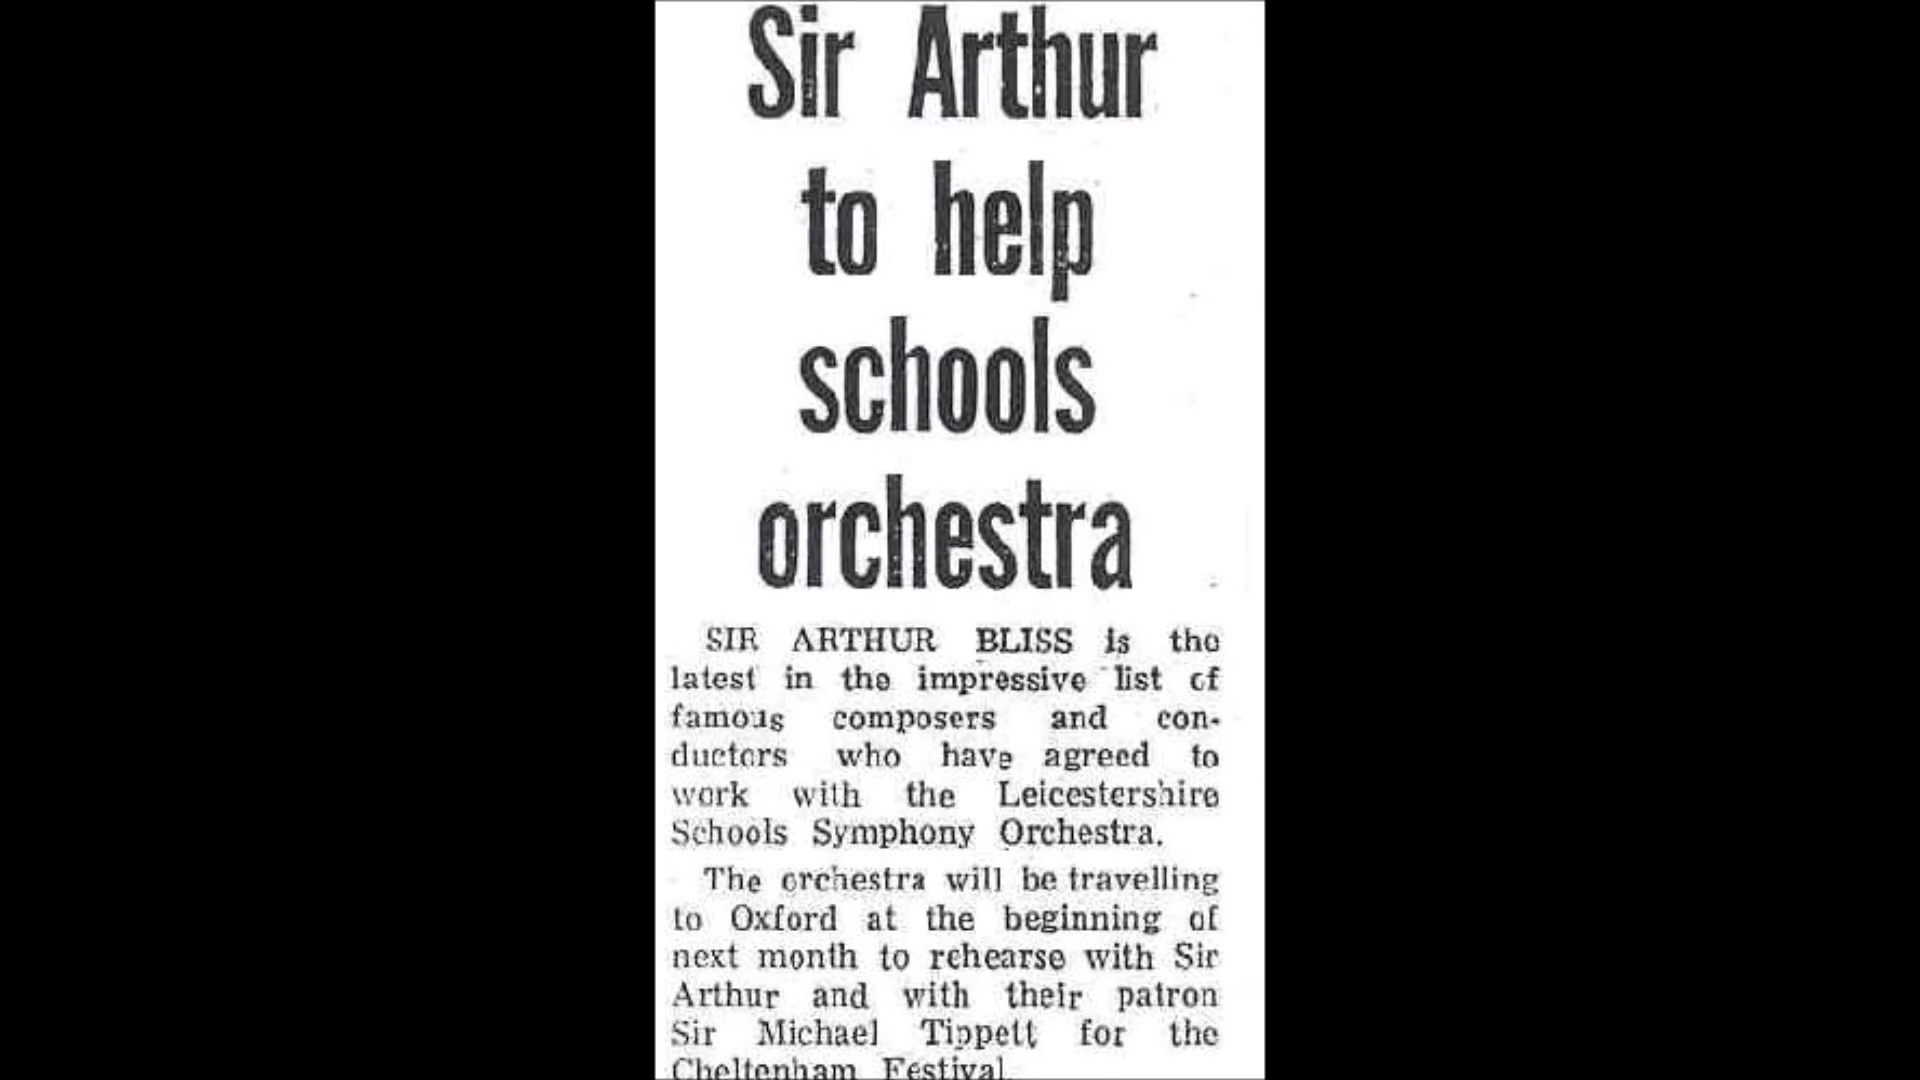 Sir Arthur
to help
schools
orchestra
SIR ARTHUR BLISS is the
latest in the impressive list of
famous composers and con-
ductors who have agreed to
work with the Leicestershire
Schools Symphony Orchestra.
The orchestra will be travelling
to Oxford at the beginning of
next month to rehearse with Sir
Arthur and with their patron
Sir Michael Tippett for the
Cheltenham Festival.